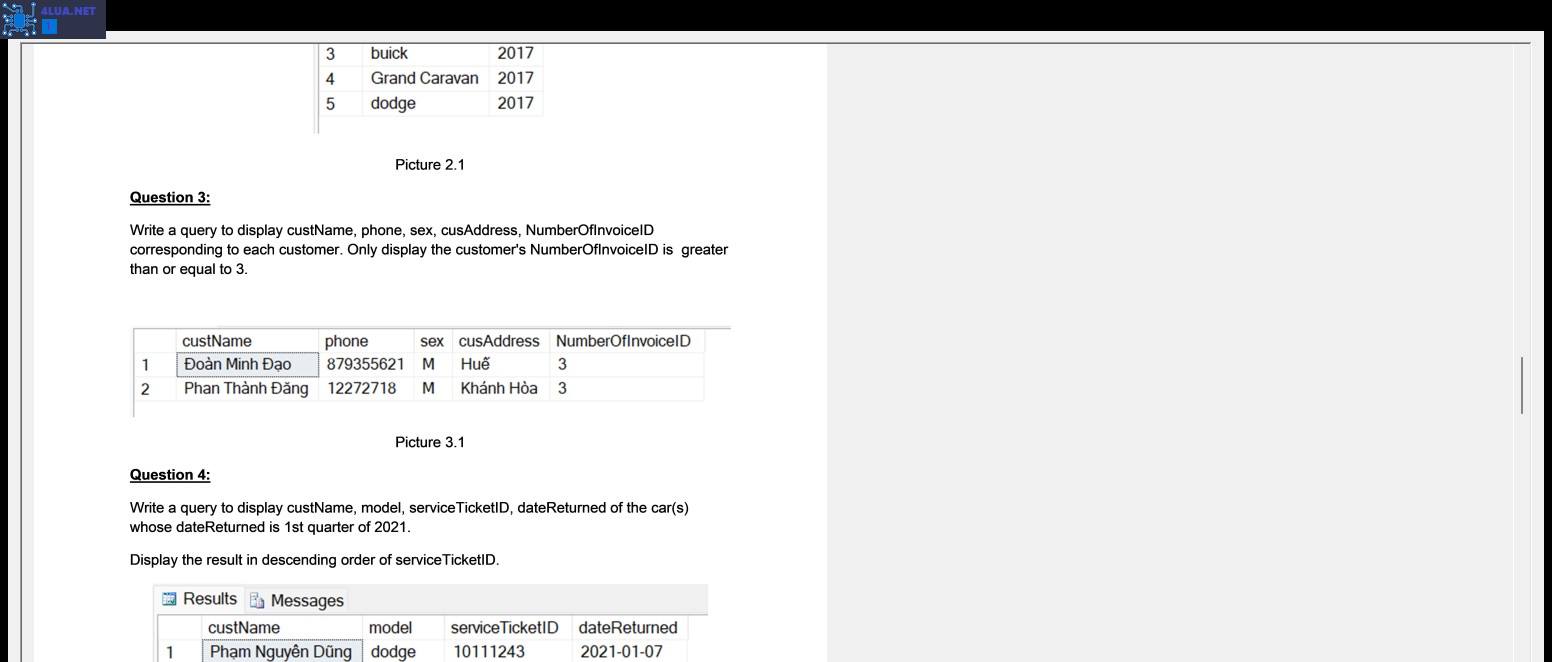 4LUA.NET
3 buick 2017
4 Grand Caravan 2017
5 dodge 2017
Picture 2.1
Question 3:
Write a query to display custName, phone, sex, cusAddress, NumberOfInvoiceID
corresponding to each customer. Only display the customer's NumberOfInvoiceID is greater
than or equal to 3.
custName phone sex cusAddress NumberOfInvoiceID
1 Đoàn Minh Đạo 879355621 M Huế 3
2 Phan Thành Đăng 12272718 M Khánh Hòa 3
Picture 3.1
Question 4:
Write a query to display custName, model, serviceTicketID, dateReturned of the car(s)
whose dateReturned is 1st quarter of 2021.
Display the result in descending order of serviceTicketID.
Results Messages
custName model serviceTicketID dateReturned
1 Phạm Nguyên Dũng dodge 10111243 2021-01-07